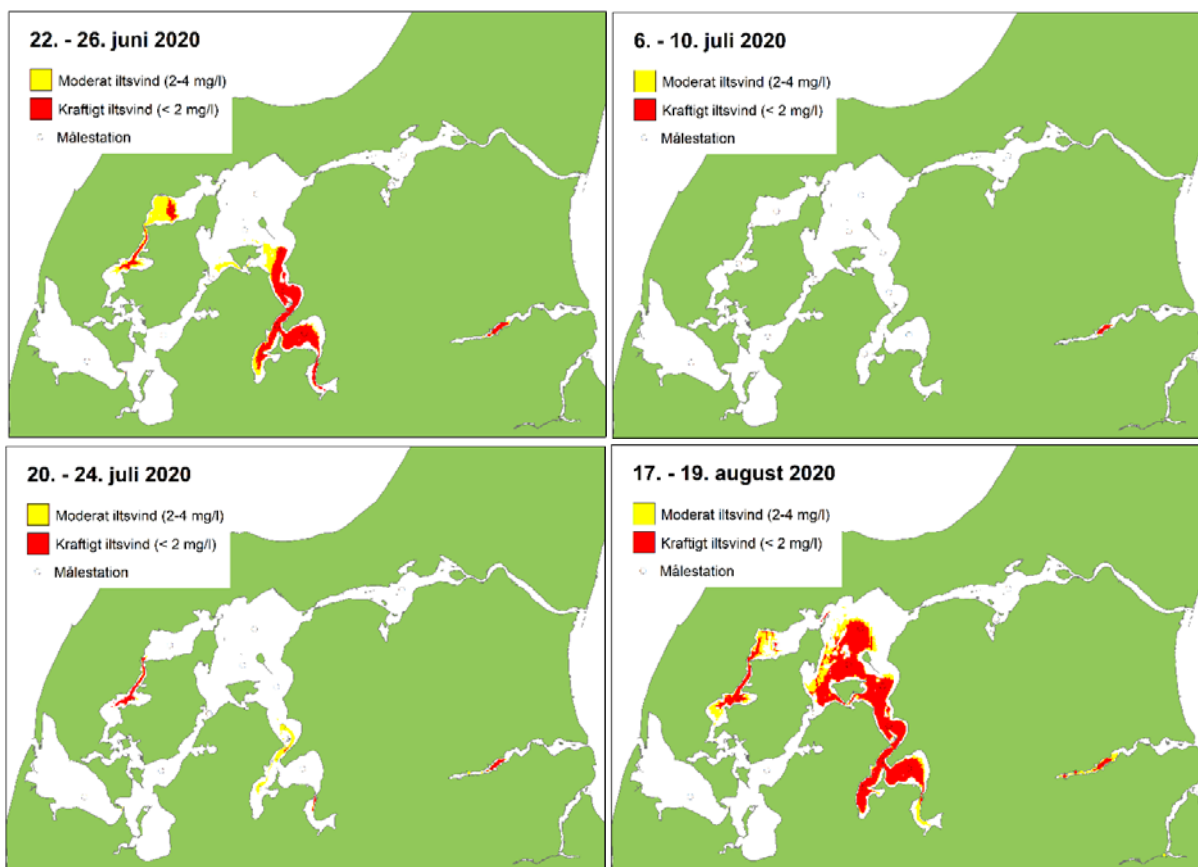 22. - 26. juni 2020
Moderat iltsvind (2-4 mg/l)
Kraftigt iltsvind (< 2 mg/l)
Målestation
6. - 10. juli 2020
Moderat iltsvind (2-4 mg/l)
Kraftigt iltsvind (< 2 mg/l)
Målestation
20. - 24. juli 2020
Moderat iltsvind (2-4 mg/l)
Kraftigt iltsvind (< 2 mg/l)
Målestation
17. - 19. august 2020
Moderat iltsvind (2-4 mg/l)
Kraftigt iltsvind (< 2 mg/l)
Målestation